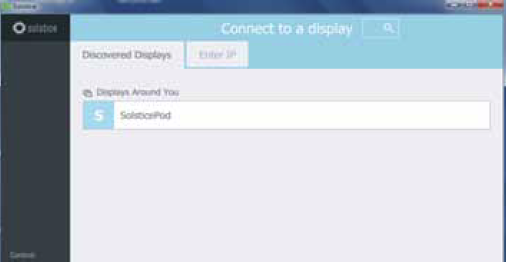 Solstice
solstice
Connect to a display
Discovered Displays
Enter IP
Displays Around You
S
SolsticePod